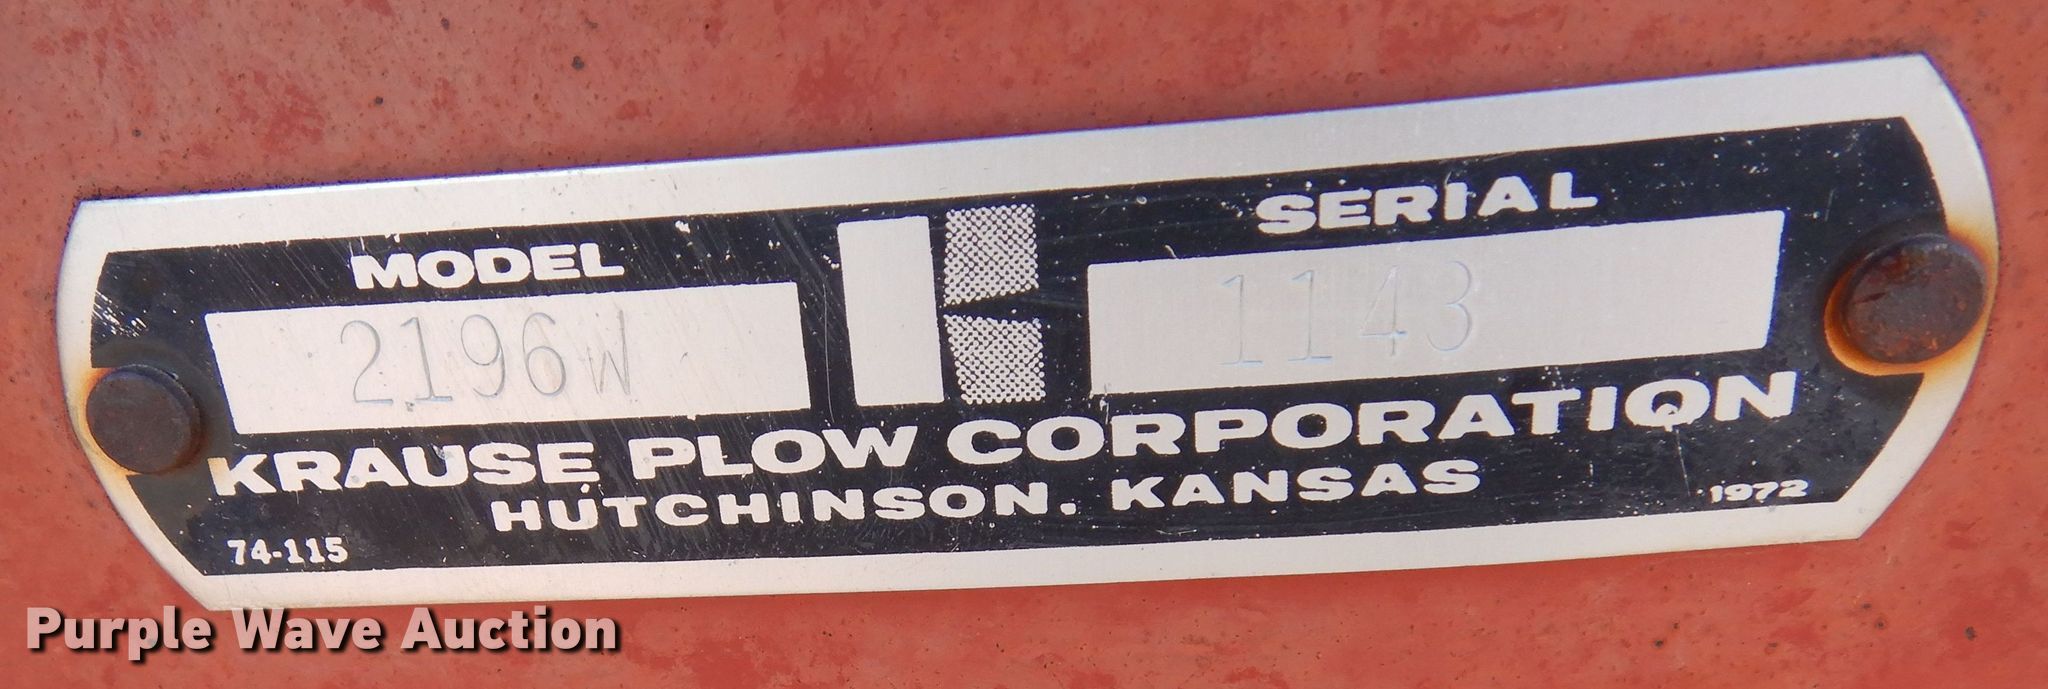 MODEL
SERIAL
2196W
1143
KRAUSE PLOW CORPORATION
HUTCHINSON, KANSAS
74-115
1972
Purple Wave Auction